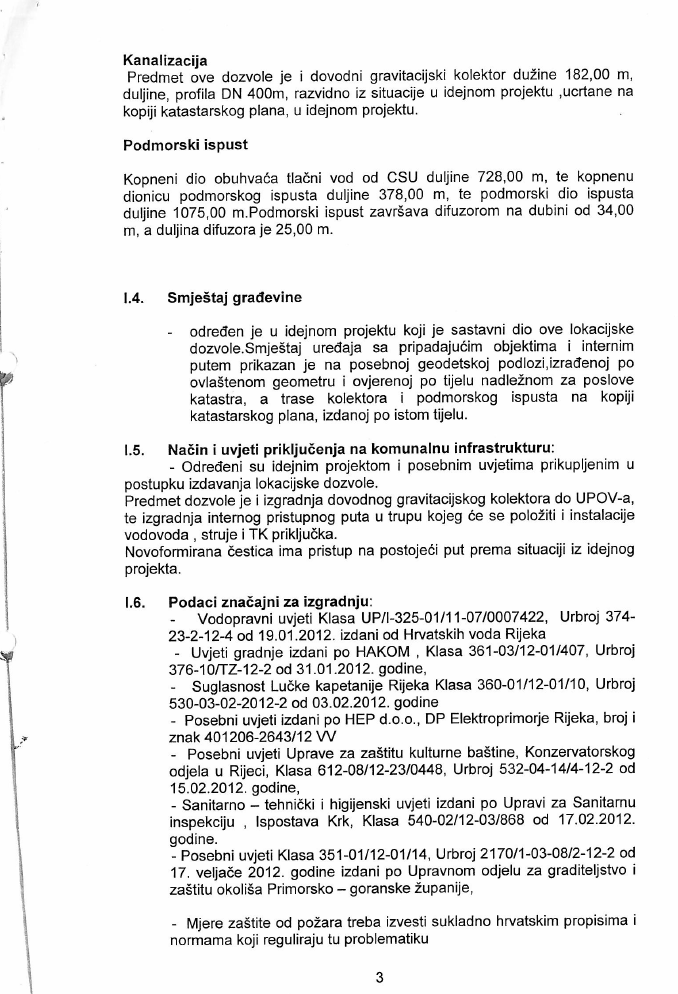 Kanalizacija
Predmet ove dozvole je i dovodni gravitacijski kolektor dužine 182,00 m,
duljine, profila DN 400m, razvidno iz situacije u idejnom projektu ,ucrtane na
kopiji katastarskog plana, u idejnom projektu.
Podmorski ispust
Kopneni dio obuhvaća tlačni vod od CSU duljine 728,00 m, te kopnenu
dionicu podmorskog ispusta duljine 378,00 m, te podmorski dio ispusta
duljine 1075,00 m.Podmorski ispust završava difuzorom na dubini od 34,00
m, a duljina difuzora je 25,00 m.
I.4. Smještaj građevine
- određen je u idejnom projektu koji je sastavni dio ove lokacijske
dozvole.Smještaj uređaja sa pripadajućim objektima i internim
putem prikazan je na posebnoj geodetskoj podlozi,izrađenoj po
ovlaštenom geometru i ovjerenoj po tijelu nadležnom za poslove
katastra, a trase kolektora i podmorskog ispusta na kopiji
katastarskog plana, izdanoj po istom tijelu.
I.5. Način i uvjeti priključenja na komunalnu infrastrukturu:
- Određeni su idejnim projektom i posebnim uvjetima prikupljenim u
postupku izdavanja lokacijske dozvole.
Predmet dozvole je i izgradnja dovodnog gravitacijskog kolektora do UPOV-a,
te izgradnja internog pristupnog puta u trupu kojeg će se položiti i instalacije
vodovoda , struje i TK priključka.
Novoformirana čestica ima pristup na postojeći put prema situaciji iz idejnog
projekta.
I.6. Podaci značajni za izgradnju:
- Vodopravni uvjeti Klasa UP/I-325-01/11-07/0007422, Urbroj 374-
23-2-12-4 od 19.01.2012. izdani od Hrvatskih voda Rijeka
- Uvjeti gradnje izdani po HAKOM , Klasa 361-03/12-01/407, Urbroj
376-10/TZ-12-2 od 31.01.2012. godine,
- Suglasnost Lučke kapetanije Rijeka Klasa 360-01/12-01/10, Urbroj
530-03-02-2012-2 od 03.02.2012. godine
- Posebni uvjeti izdani po HEP d.o.o., DP Elektroprimorje Rijeka, broj i
znak 401206-2643/12 VV
- Posebni uvjeti Uprave za zaštitu kulturne baštine, Konzervatorskog
odjela u Rijeci, Klasa 612-08/12-23/0448, Urbroj 532-04-14/4-12-2 od
15.02.2012. godine,
- Sanitarno – tehnički i higijenski uvjeti izdani po Upravi za Sanitarnu
inspekciju , Ispostava Krk, Klasa 540-02/12-03/868 od 17.02.2012.
godine.
- Posebni uvjeti Klasa 351-01/12-01/14, Urbroj 2170/1-03-08/2-12-2 od
17. veljače 2012. godine izdani po Upravnom odjelu za graditeljstvo i
zaštitu okoliša Primorsko – goranske županije,
- Mjere zaštite od požara treba izvesti sukladno hrvatskim propisima i
normama koji reguliraju tu problematiku
3